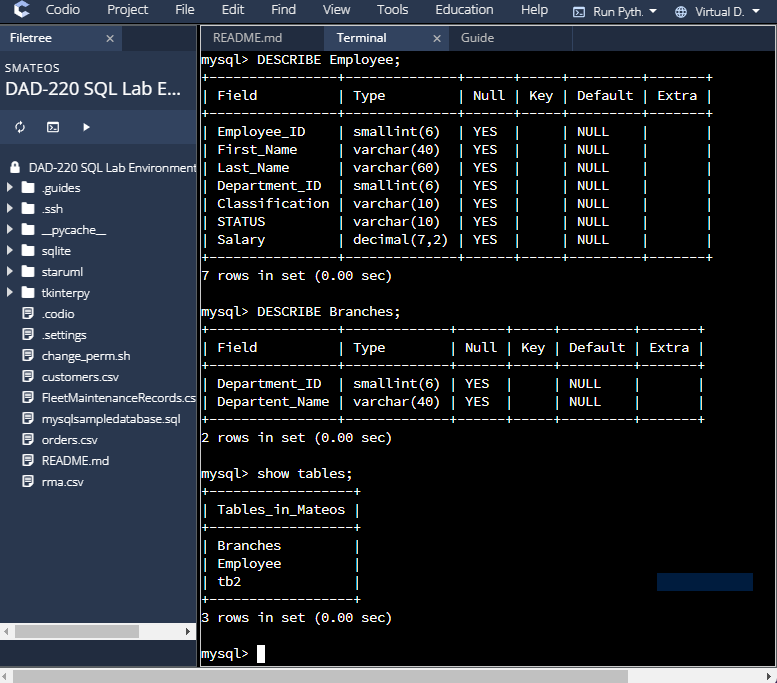 Codio Project File Edit Find View Tools Education Help Run Pyth. Virtual D.
Filetree ×
README.md Terminal × Guide
SMATEOS
DAD-220 SQL Lab E...
DAD-220 SQL Lab Environment
.guides
.ssh
__pycache__
sqlite
staruml
tkinterpy
.codio
.settings
change_perm.sh
customers.csv
FleetMaintenanceRecords.cs
mysqlsampledatabase.sql
orders.csv
README.md
rma.csv
mysql> DESCRIBE Employee;
+----------------+--------------+------+-----+---------+-------+
| Field | Type | Null | Key | Default | Extra |
+----------------+--------------+------+-----+---------+-------+
| Employee_ID | smallint(6) | YES | | NULL | |
| First_Name | varchar(40) | YES | | NULL | |
| Last_Name | varchar(60) | YES | | NULL | |
| Department_ID | smallint(6) | YES | | NULL | |
| Classification | varchar(10) | YES | | NULL | |
| STATUS | varchar(10) | YES | | NULL | |
| Salary | decimal(7,2) | YES | | NULL | |
+----------------+--------------+------+-----+---------+-------+
7 rows in set (0.00 sec)
mysql> DESCRIBE Branches;
+----------------+-------------+------+-----+---------+-------+
| Field | Type | Null | Key | Default | Extra |
+----------------+-------------+------+-----+---------+-------+
| Department_ID | smallint(6) | YES | | NULL | |
| Departent_Name | varchar(40) | YES | | NULL | |
+----------------+-------------+------+-----+---------+-------+
2 rows in set (0.00 sec)
mysql> show tables;
+------------------+
| Tables_in_Mateos |
+------------------+
| Branches |
| Employee |
| tb2 |
+------------------+
3 rows in set (0.00 sec)
mysql>